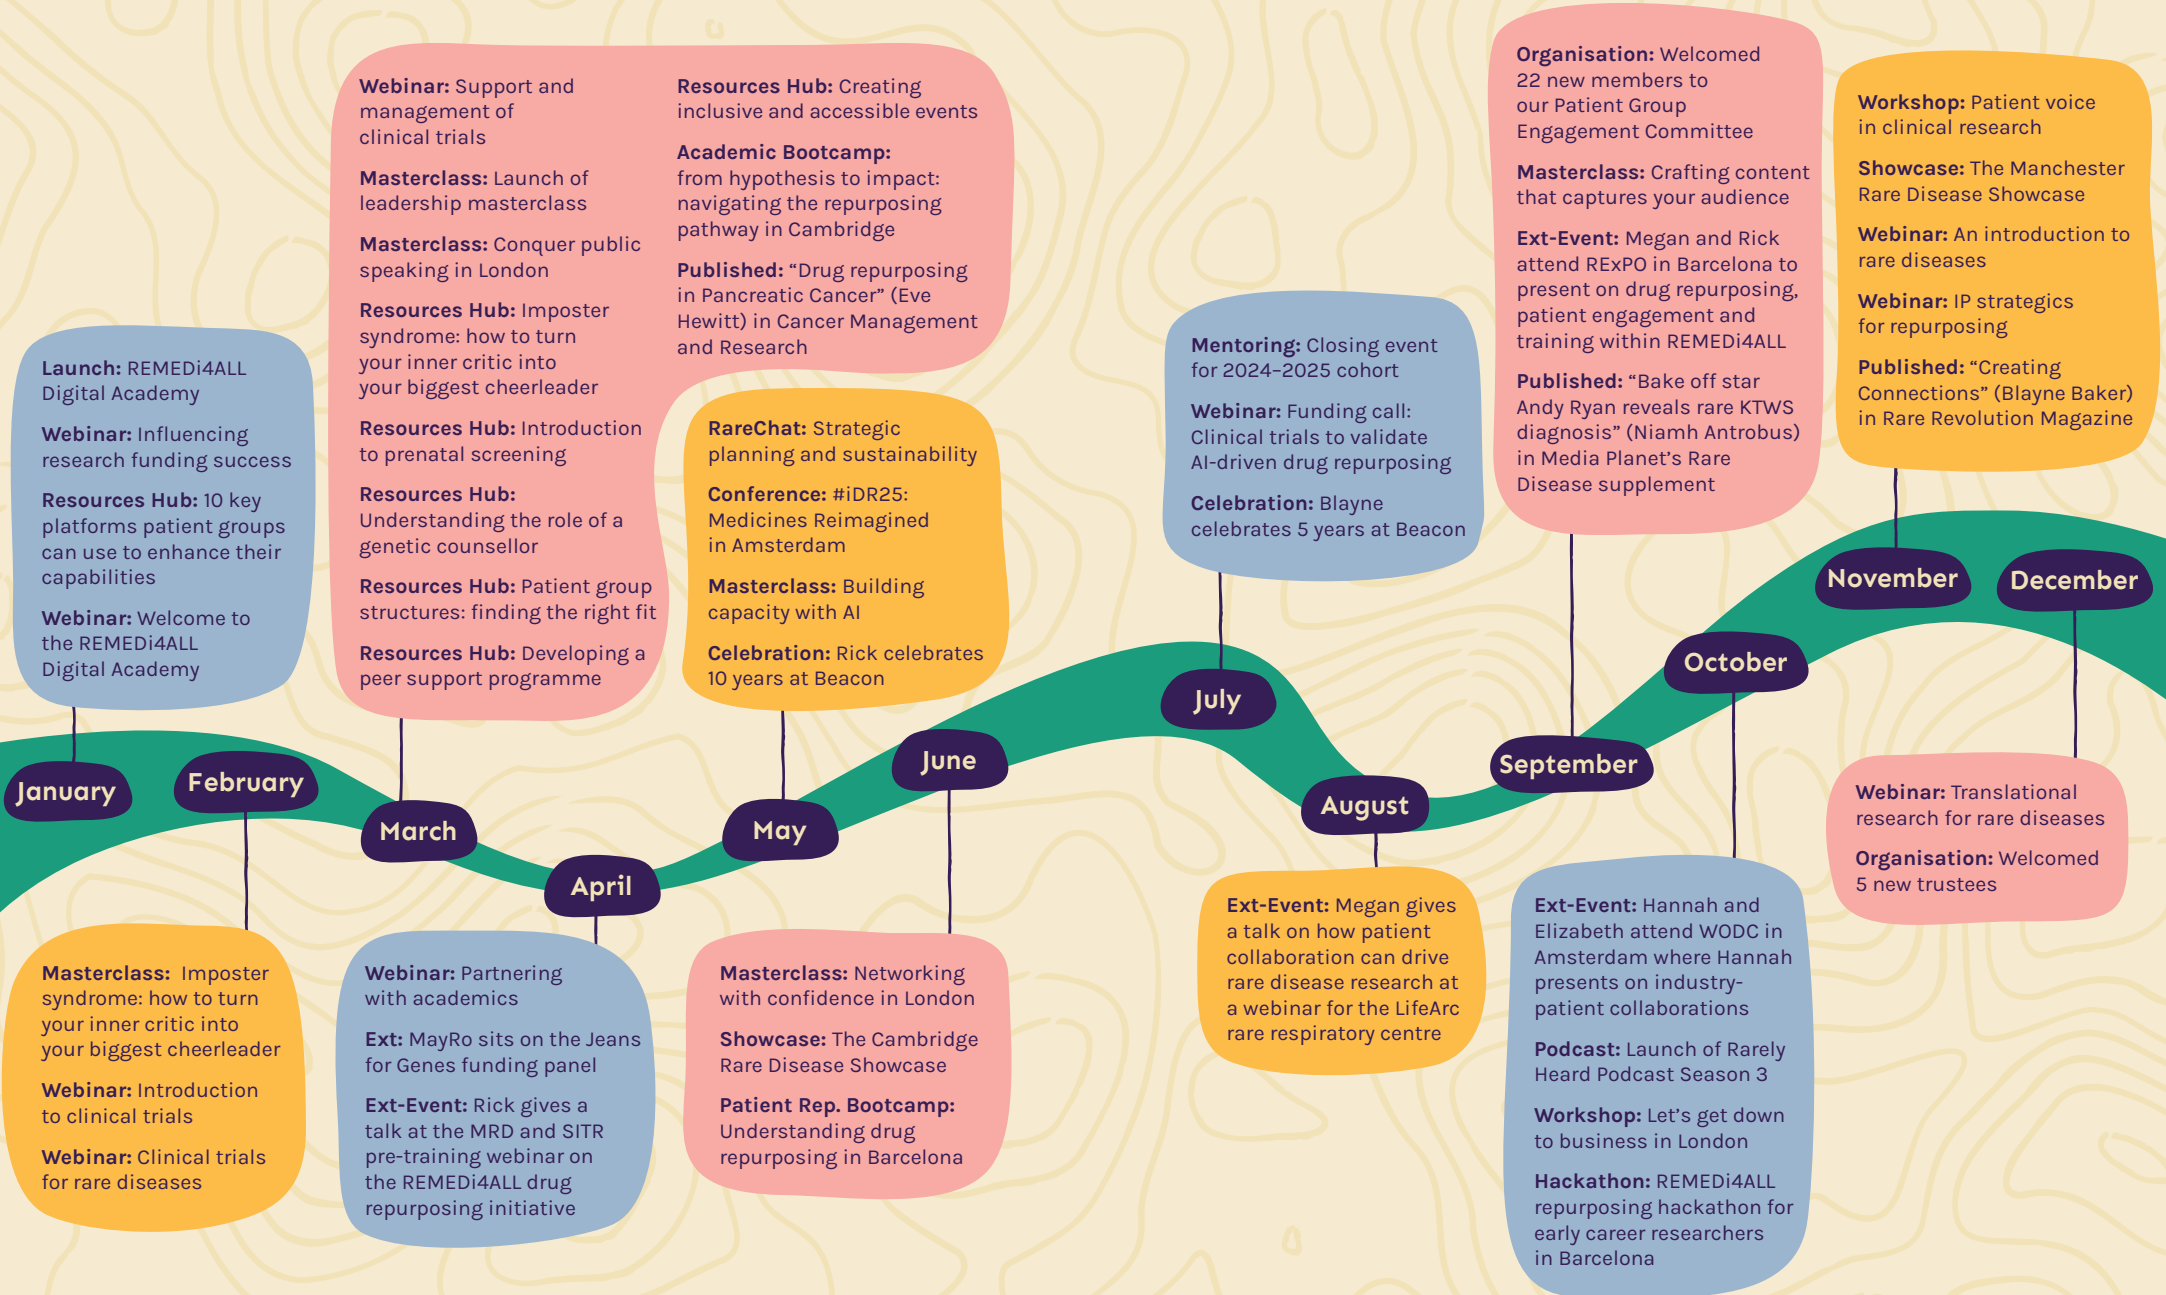 January
Launch: REMEDi4ALL
Digital Academy
Webinar: Influencing
research funding success
Resources Hub: 10 key
platforms patient groups
can use to enhance their
capabilities
Webinar: Welcome to
the REMEDi4ALL
Digital Academy
February
Masterclass: Imposter
syndrome: how to turn
your inner critic into
your biggest cheerleader
Webinar: Introduction
to clinical trials
Webinar: Clinical trials
for rare diseases
March
Webinar: Support and
management of
clinical trials
Masterclass: Launch of
leadership masterclass
Masterclass: Conquer public
speaking in London
Resources Hub: Imposter
syndrome: how to turn
your inner critic into
your biggest cheerleader
Resources Hub: Introduction
to prenatal screening
Resources Hub:
Understanding the role of a
genetic counsellor
Resources Hub: Patient group
structures: finding the right fit
Resources Hub: Developing a
peer support programme
Resources Hub: Creating
inclusive and accessible events
Academic Bootcamp:
from hypothesis to impact:
navigating the repurposing
pathway in Cambridge
Published: “Drug repurposing
in Pancreatic Cancer” (Eve
Hewitt) in Cancer Management
and Research
April
Webinar: Partnering
with academics
Ext: MayRo sits on the Jeans
for Genes funding panel
Ext-Event: Rick gives a
talk at the MRD and SITR
pre-training webinar on
the REMEDi4ALL drug
repurposing initiative
May
RareChat: Strategic
planning and sustainability
Conference: #iDR25:
Medicines Reimagined
in Amsterdam
Masterclass: Building
capacity with AI
Celebration: Rick celebrates
10 years at Beacon
June
Masterclass: Networking
with confidence in London
Showcase: The Cambridge
Rare Disease Showcase
Patient Rep. Bootcamp:
Understanding drug
repurposing in Barcelona
July
Mentoring: Closing event
for 2024–2025 cohort
Webinar: Funding call:
Clinical trials to validate
AI-driven drug repurposing
Celebration: Blayne
celebrates 5 years at Beacon
August
Ext-Event: Megan gives
a talk on how patient
collaboration can drive
rare disease research at
a webinar for the LifeArc
rare respiratory centre
September
Organisation: Welcomed
22 new members to
our Patient Group
Engagement Committee
Masterclass: Crafting content
that captures your audience
Ext-Event: Megan and Rick
attend RExPO in Barcelona to
present on drug repurposing,
patient engagement and
training within REMEDi4ALL
Published: “Bake off star
Andy Ryan reveals rare KTWS
diagnosis” (Niamh Antrobus)
in Media Planet’s Rare
Disease supplement
October
Ext-Event: Hannah and
Elizabeth attend WODC in
Amsterdam where Hannah
presents on industry-
patient collaborations
Podcast: Launch of Rarely
Heard Podcast Season 3
Workshop: Let’s get down
to business in London
Hackathon: REMEDi4ALL
repurposing hackathon for
early career researchers
in Barcelona
November
Workshop: Patient voice
in clinical research
Showcase: The Manchester
Rare Disease Showcase
Webinar: An introduction to
rare diseases
Webinar: IP strategics
for repurposing
Published: “Creating
Connections” (Blayne Baker)
in Rare Revolution Magazine
December
Webinar: Translational
research for rare diseases
Organisation: Welcomed
5 new trustees